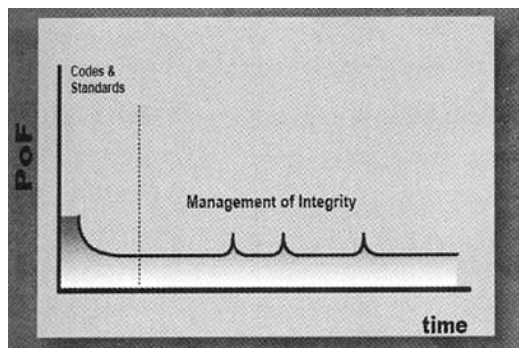 Codes &
Standards
PoF
Management of Integrity
time